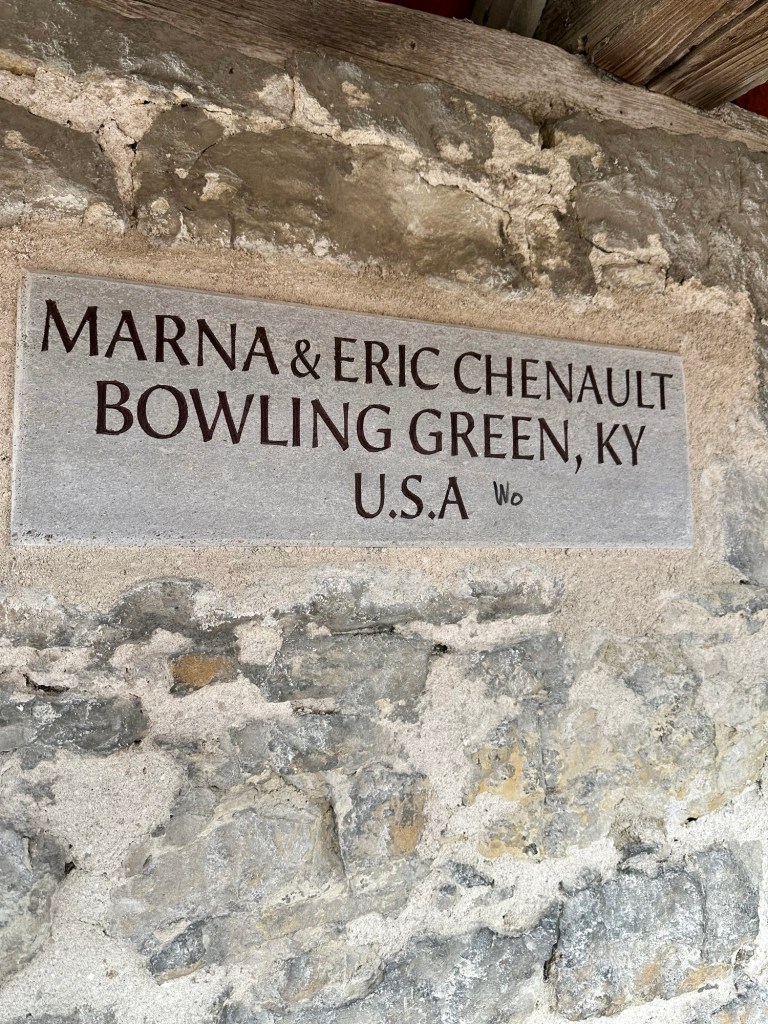 MARNA & ERIC CHENAULT
BOWLING GREEN, KY
U.S.A Wo